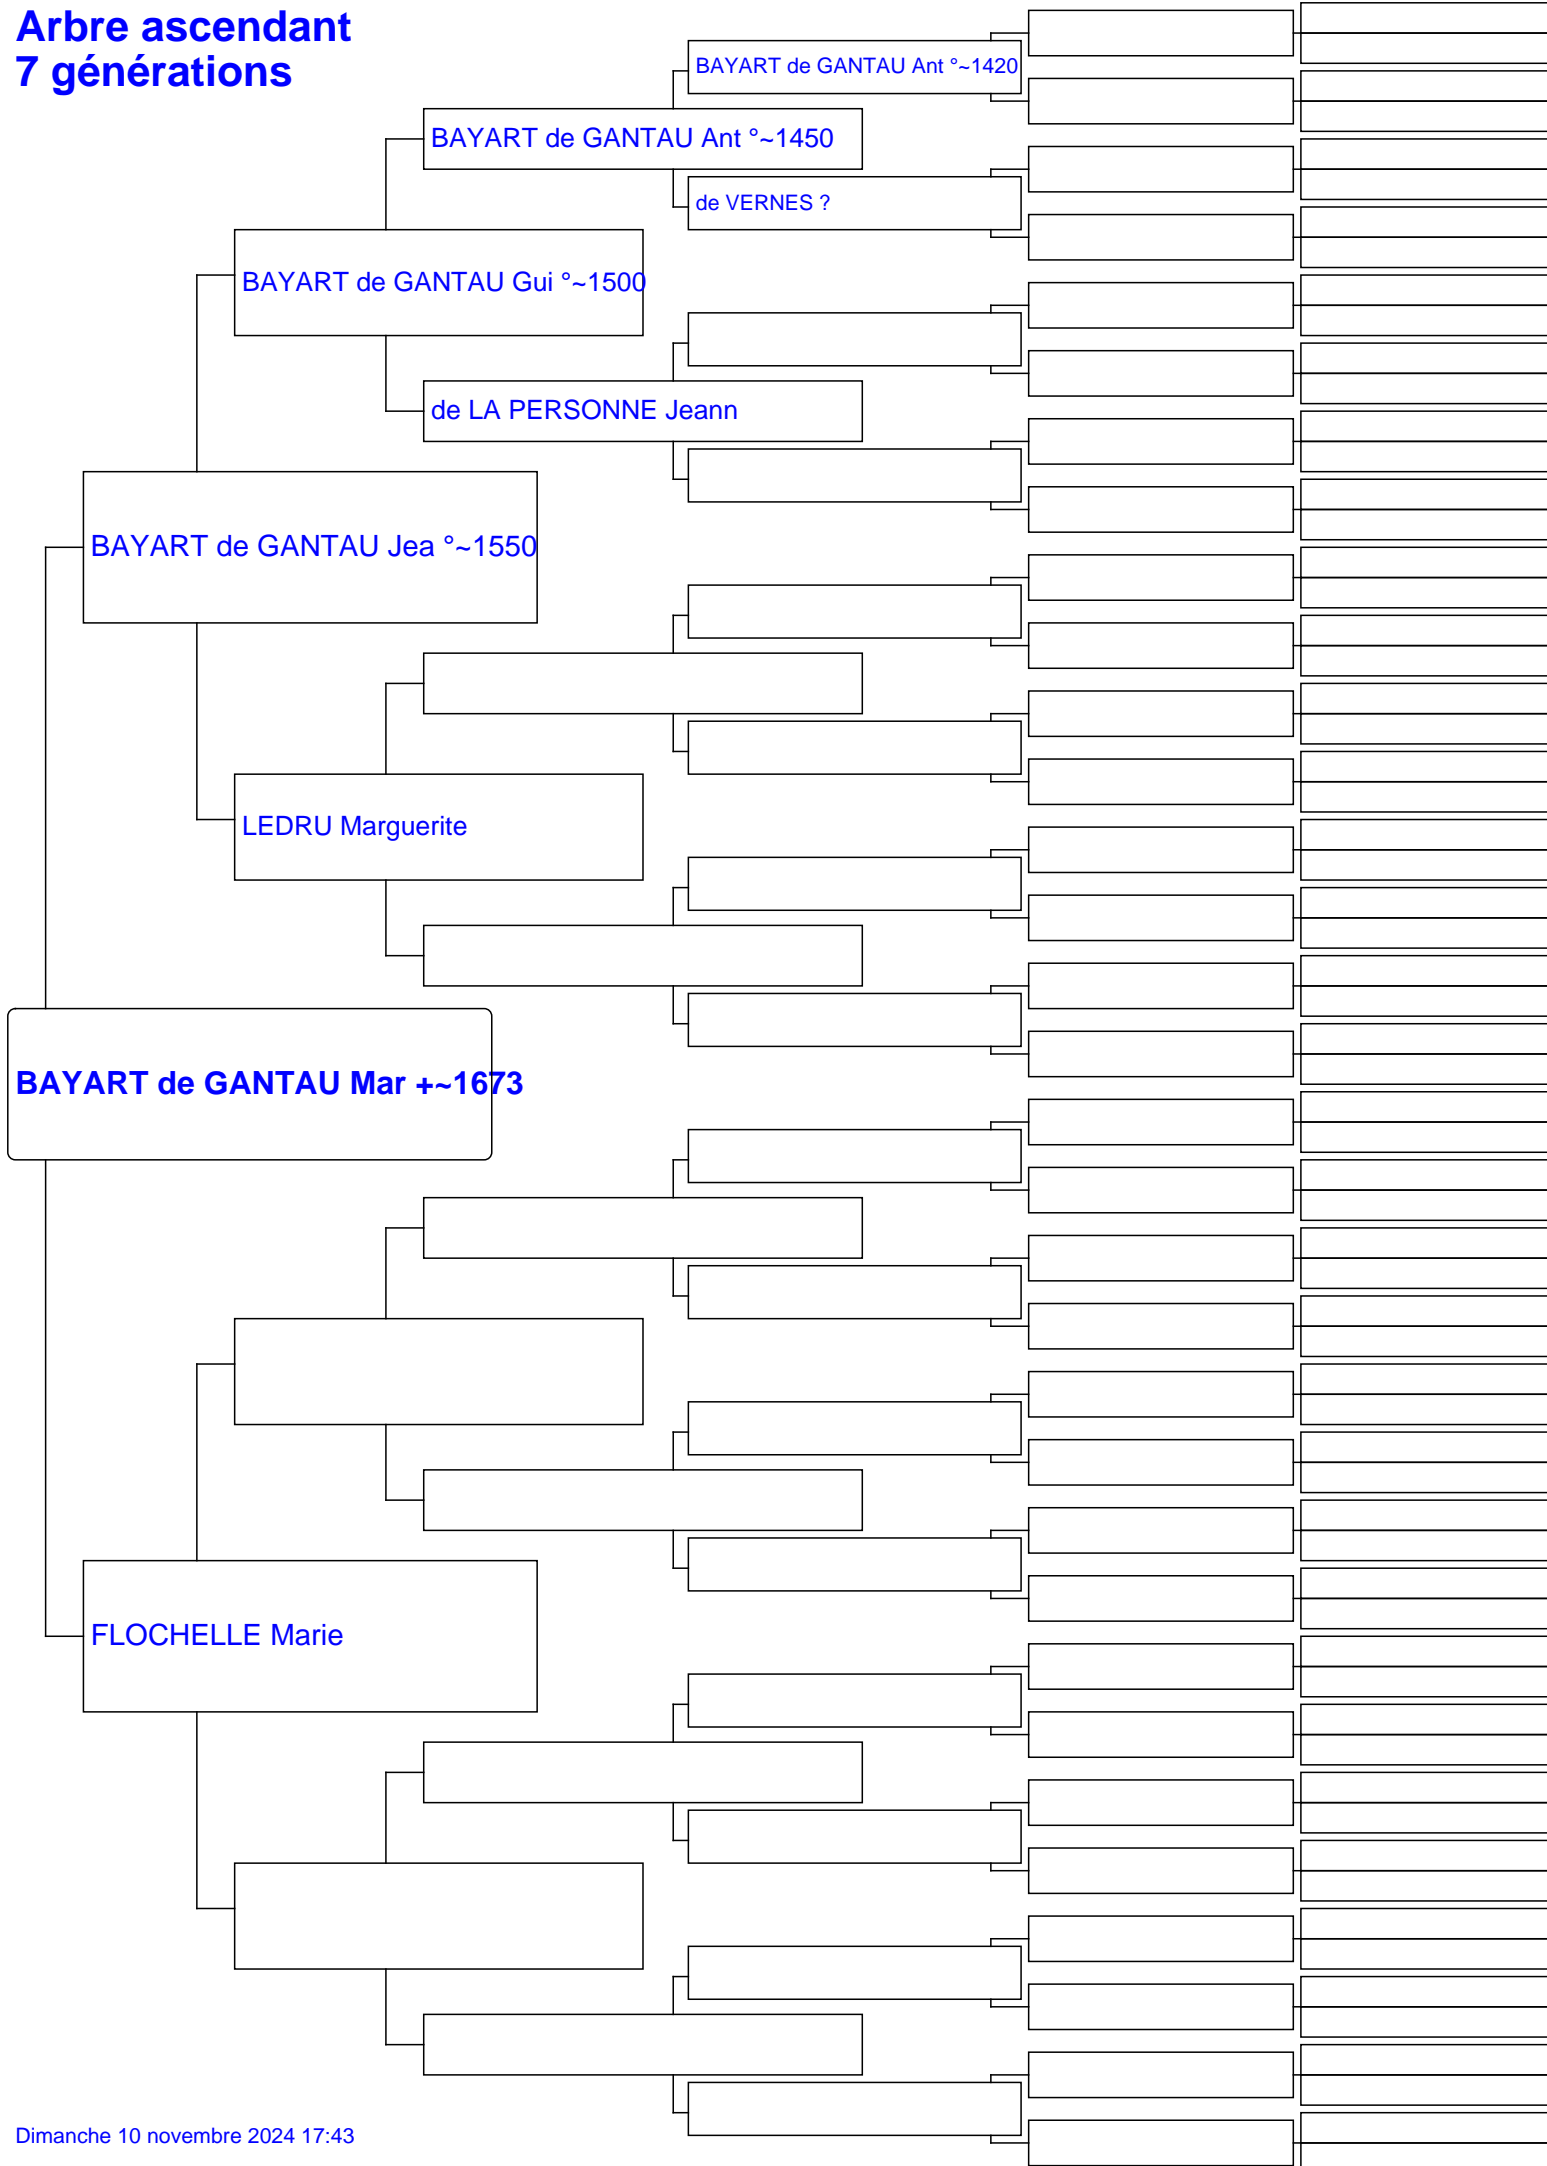 Arbre ascendant
7 générations
BAYART de GANTAU Ant °~1420
BAYART de GANTAU Ant °~1450
de VERNES ?
BAYART de GANTAU Gui °~1500
de LA PERSONNE Jeann
BAYART de GANTAU Jea °~1550
LEDRU Marguerite
BAYART de GANTAU Mar +~1673
FLOCHELLE Marie
Dimanche 10 novembre 2024 17:43